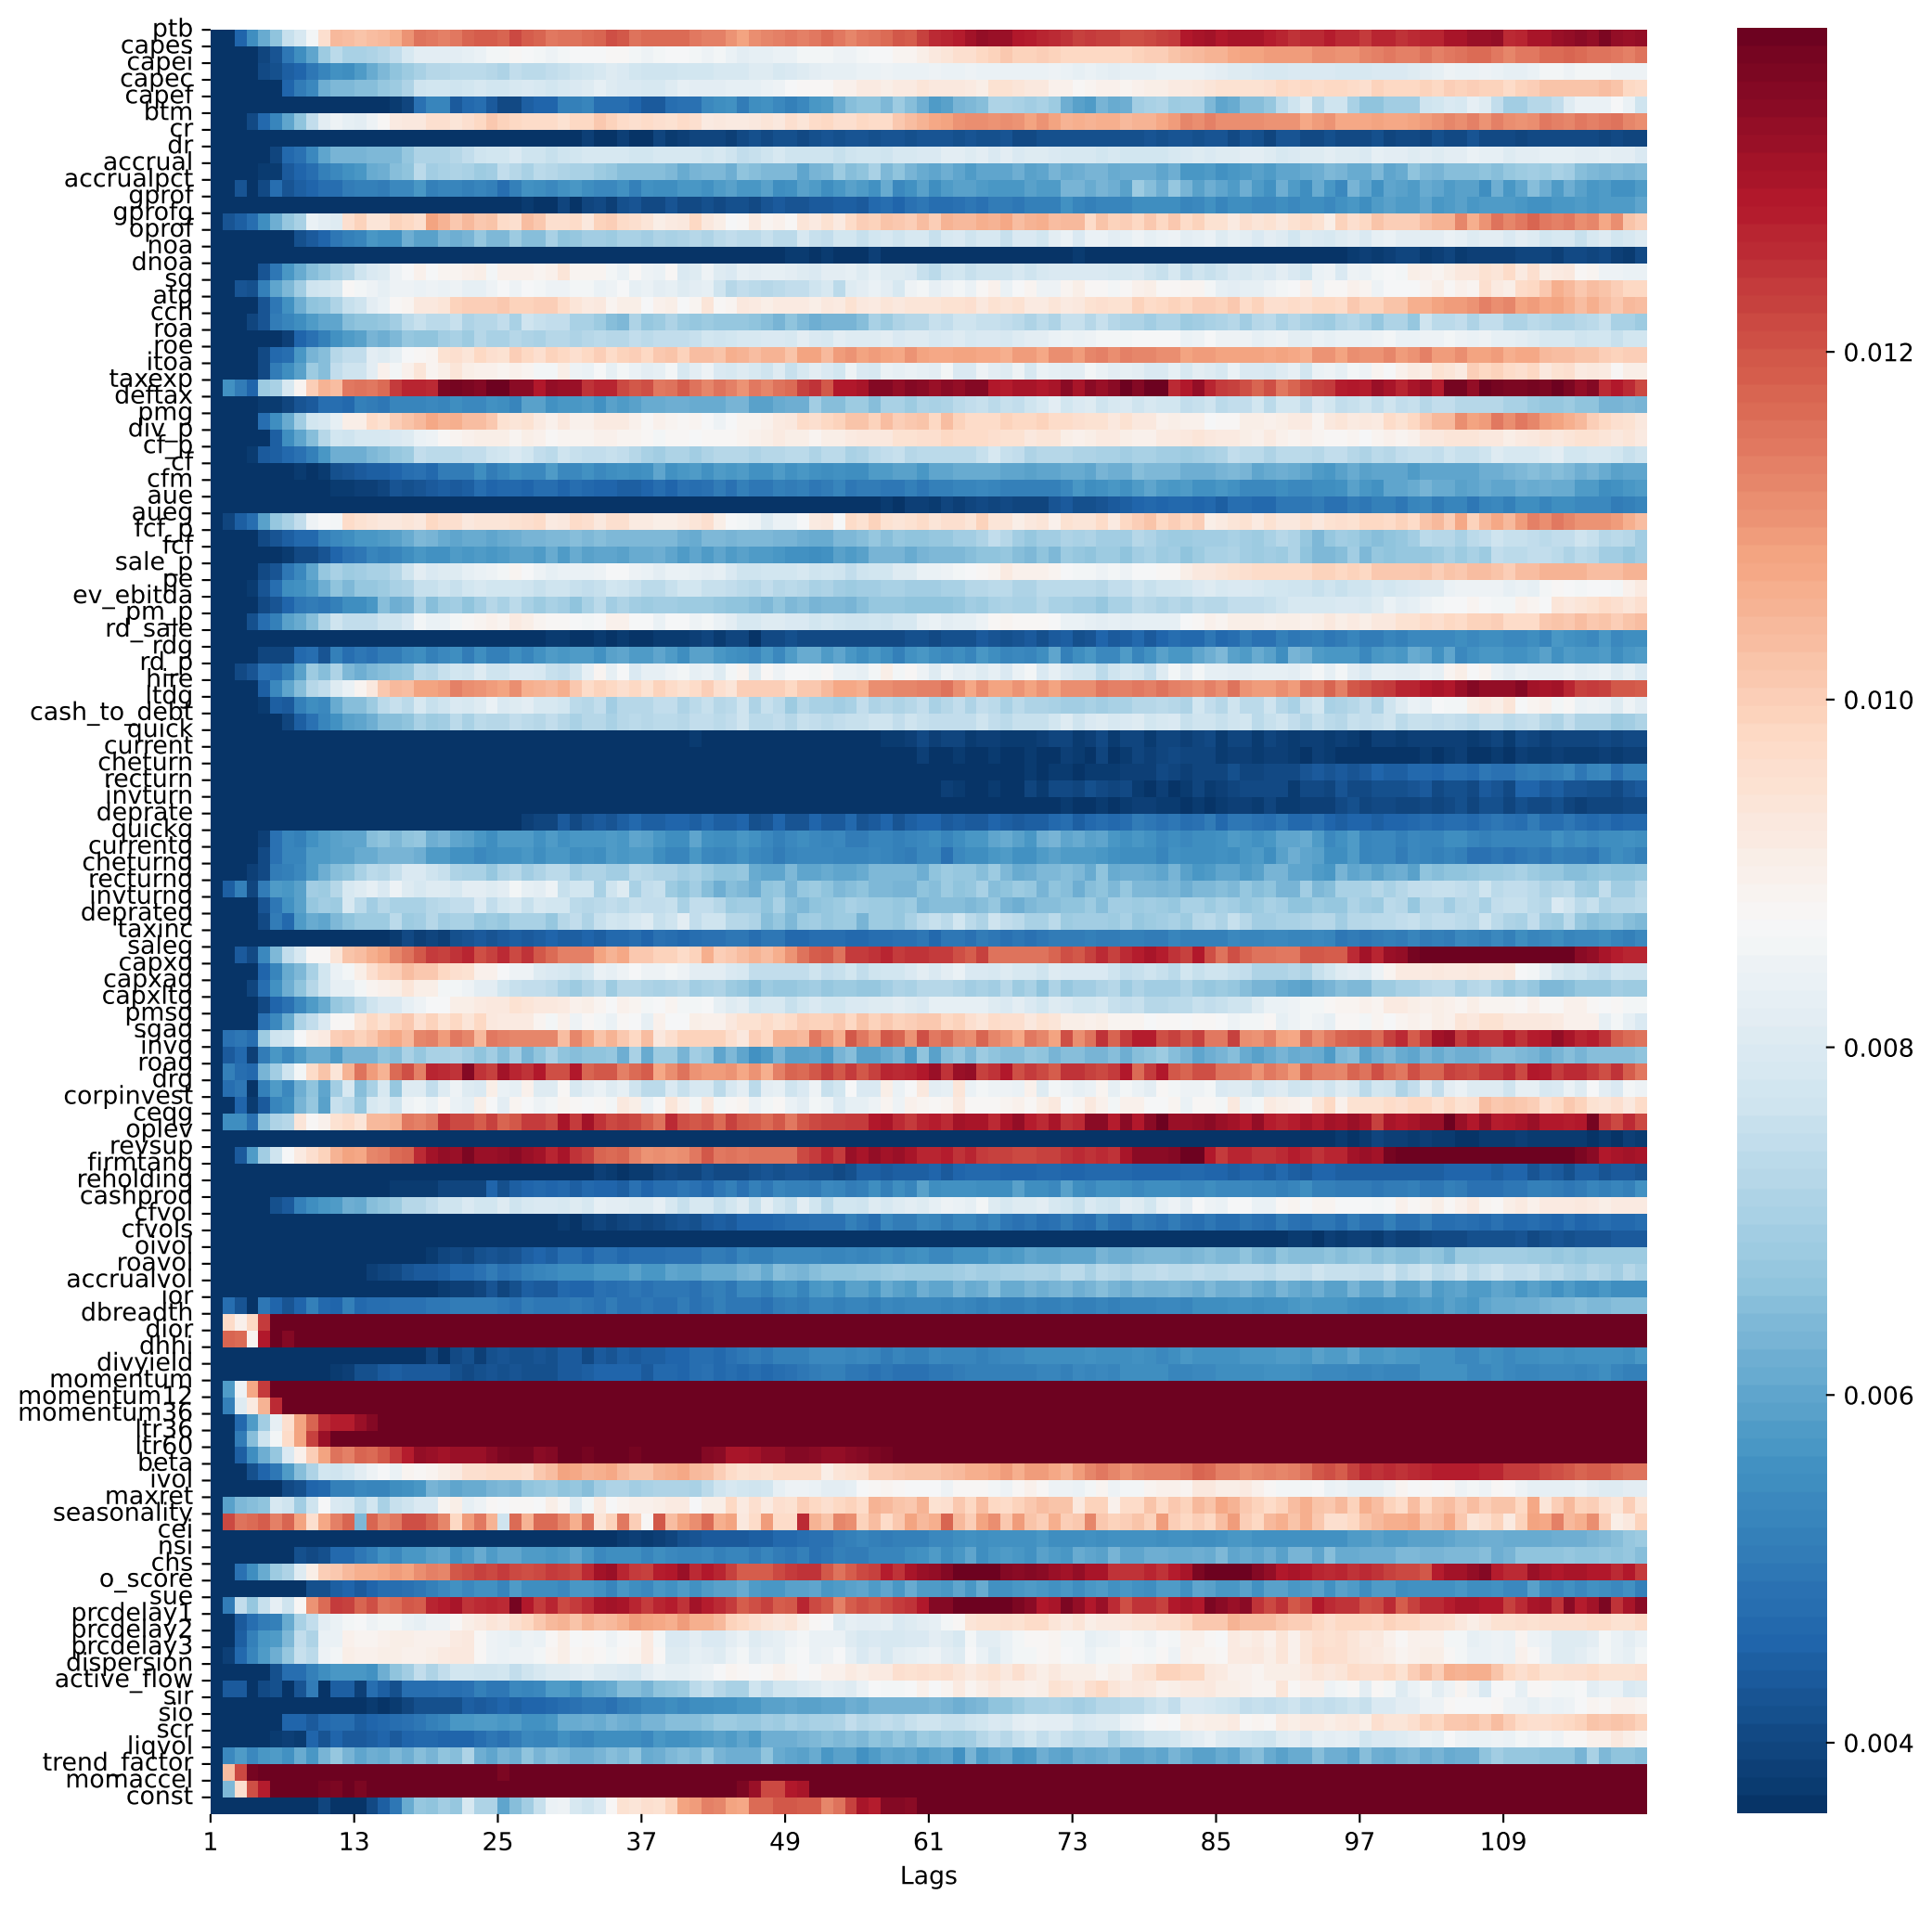 ptb
capes
capei
capec
capef
btm
cr
dr
accrual
accrualpct
gprof
gprofg
oprof
noa
dnoa
sg
atg
cch
roa
roe
itoa
taxexp
deftax
pmg
div_p
cf_p
cf
cfm
aue
aueg
fcf_p
fcf
sale_p
pe
ev_ebitda
pm_p
rd_sale
rdg
rd_p
hire
ltdg
cash_to_debt
quick
current
cheturn
recturn
invturn
deprate
quickg
currentg
cheturng
recturng
invturng
deprateg
taxinc
saleg
capxg
capxag
capxltg
pmsg
sgag
invg
roag
drg
corpinvest
ceqg
oplev
revsup
firmtang
reholding
cashprod
cfvol
cfvols
oivol
roavol
accrualvol
ior
dbreadth
dior
dhhi
divyield
momentum
momentum12
momentum36
ltr36
ltr60
beta
ivol
maxret
seasonality
cei
nsi
chs
o_score
sue
prcdelay1
prcdelay2
prcdelay3
dispersion
active_flow
sir
sio
scr
liqvol
trend_factor
momaccel
const
1 13 25 37 49 61 73 85 97 109
Lags
0.012
0.010
0.008
0.006
0.004